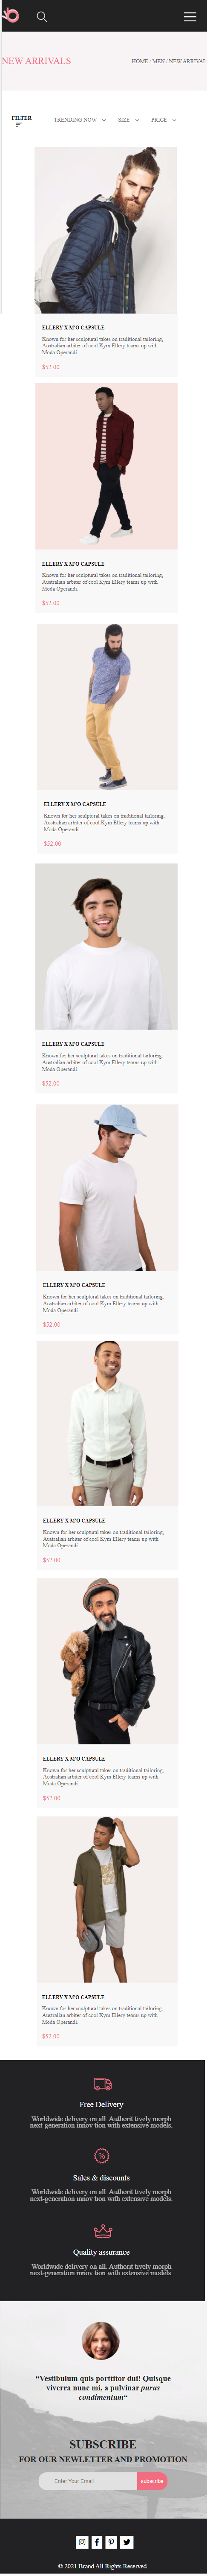 NEW ARRIVALS
HOME / MEN / NEW ARRIVAL
FILTER
TRENDING NOW
SIZE
PRICE
ELLERY X M'O CAPSULE
Known for her sculptural takes on traditional tailoring,
Australian arbiter of cool Kym Ellery teams up with
Moda Operandi.
$52.00
ELLERY X M'O CAPSULE
Known for her sculptural takes on traditional tailoring,
Australian arbiter of cool Kym Ellery teams up with
Moda Operandi.
$52.00
ELLERY X M'O CAPSULE
Known for her sculptural takes on traditional tailoring,
Australian arbiter of cool Kym Ellery teams up with
Moda Operandi.
$52.00
ELLERY X M'O CAPSULE
Known for her sculptural takes on traditional tailoring,
Australian arbiter of cool Kym Ellery teams up with
Moda Operandi.
$52.00
ELLERY X M'O CAPSULE
Known for her sculptural takes on traditional tailoring,
Australian arbiter of cool Kym Ellery teams up with
Moda Operandi.
$52.00
ELLERY X M'O CAPSULE
Known for her sculptural takes on traditional tailoring,
Australian arbiter of cool Kym Ellery teams up with
Moda Operandi.
$52.00
ELLERY X M'O CAPSULE
Known for her sculptural takes on traditional tailoring,
Australian arbiter of cool Kym Ellery teams up with
Moda Operandi.
$52.00
ELLERY X M'O CAPSULE
Known for her sculptural takes on traditional tailoring,
Australian arbiter of cool Kym Ellery teams up with
Moda Operandi.
$52.00
Free Delivery
Worldwide delivery on all. Authorit tively morph
next-generation innov tion with extensive models.
Sales & discounts
Worldwide delivery on all. Authorit tively morph
next-generation innov tion with extensive models.
Quality assurance
Worldwide delivery on all. Authorit tively morph
next-generation innov tion with extensive models.
“Vestibulum quis porttitor dui! Quisque
viverra nunc mi, a pulvinar purus
condimentum“
SUBSCRIBE
FOR OUR NEWLETTER AND PROMOTION
Enter Your Email
subscribe
© 2021 Brand All Rights Reserved.